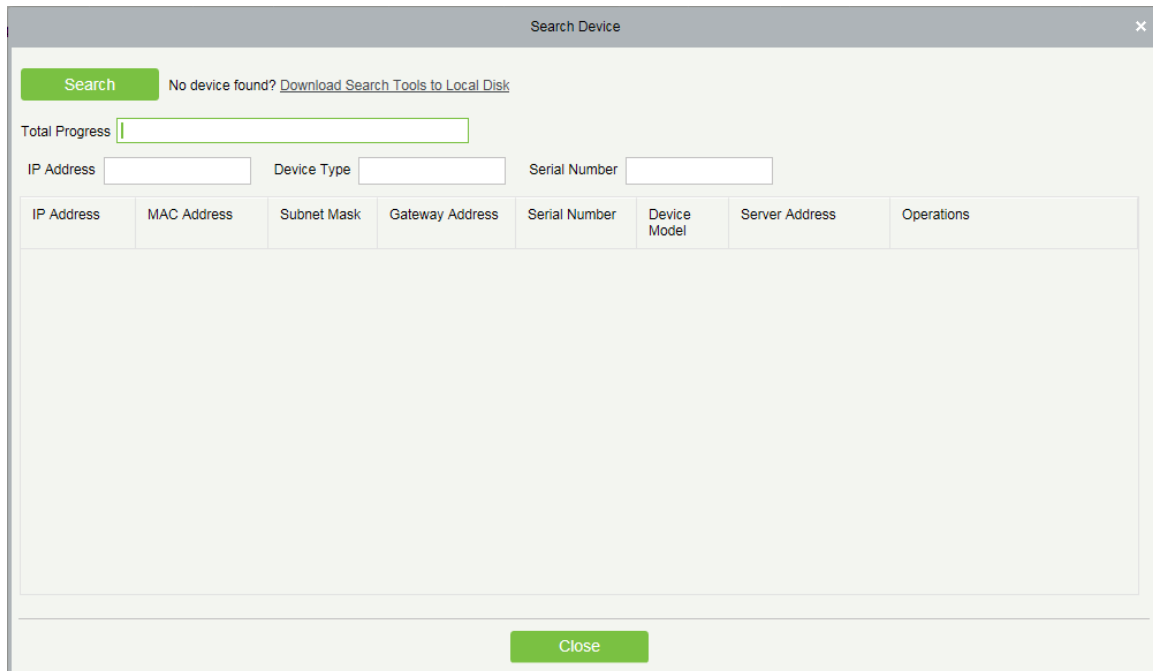 Search Device
Search No device found? Download Search Tools to Local Disk
Total Progress
IP Address Device Type Serial Number
IP Address MAC Address Subnet Mask Gateway Address Serial Number Device Model Server Address Operations
Close